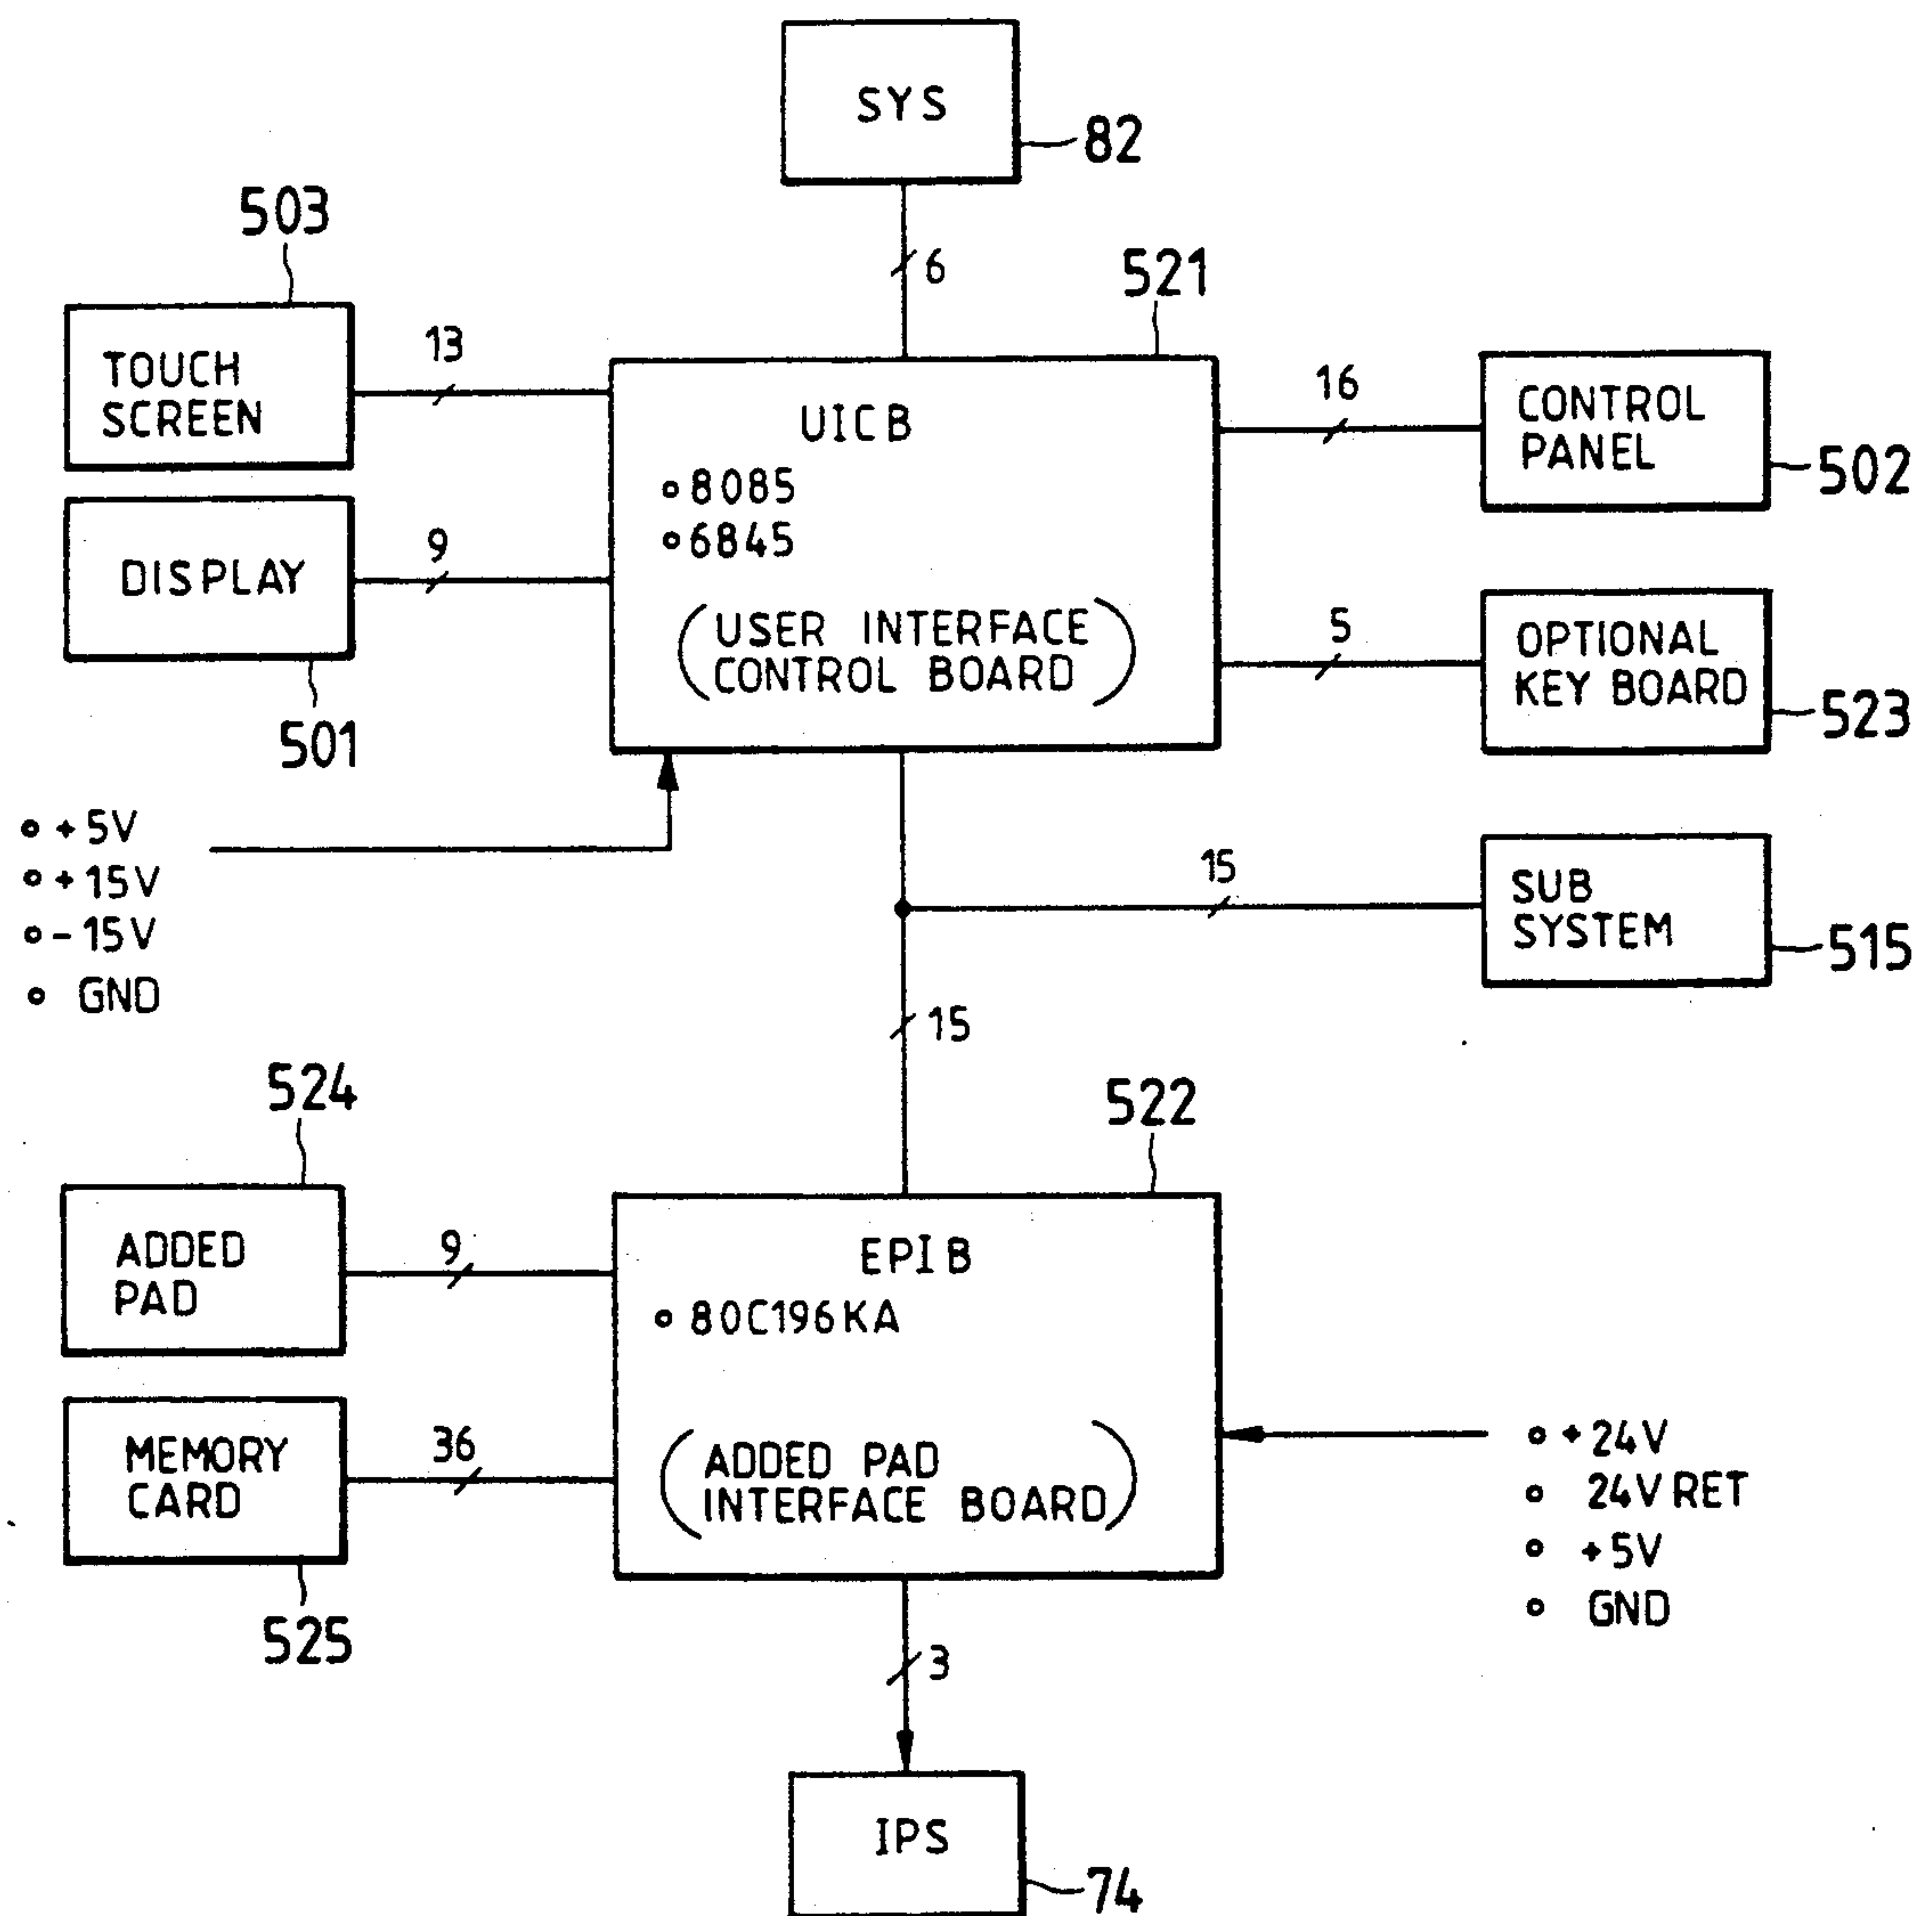 SYS
82
503
6
521
13
TOUCH
SCREEN
16
CONTROL
PANEL
502
UICB
8085
6845
9
DISPLAY
501
(USER INTERFACE
CONTROL BOARD)
5
OPTIONAL
KEY BOARD
523
+5V
+15V
-15V
GND
15
SUB
SYSTEM
515
15
524
522
9
ADDED
PAD
EPIB
80C196KA
36
MEMORY
CARD
525
(ADDED PAD
INTERFACE BOARD)
+24V
24V RET
+5V
GND
3
IPS
74